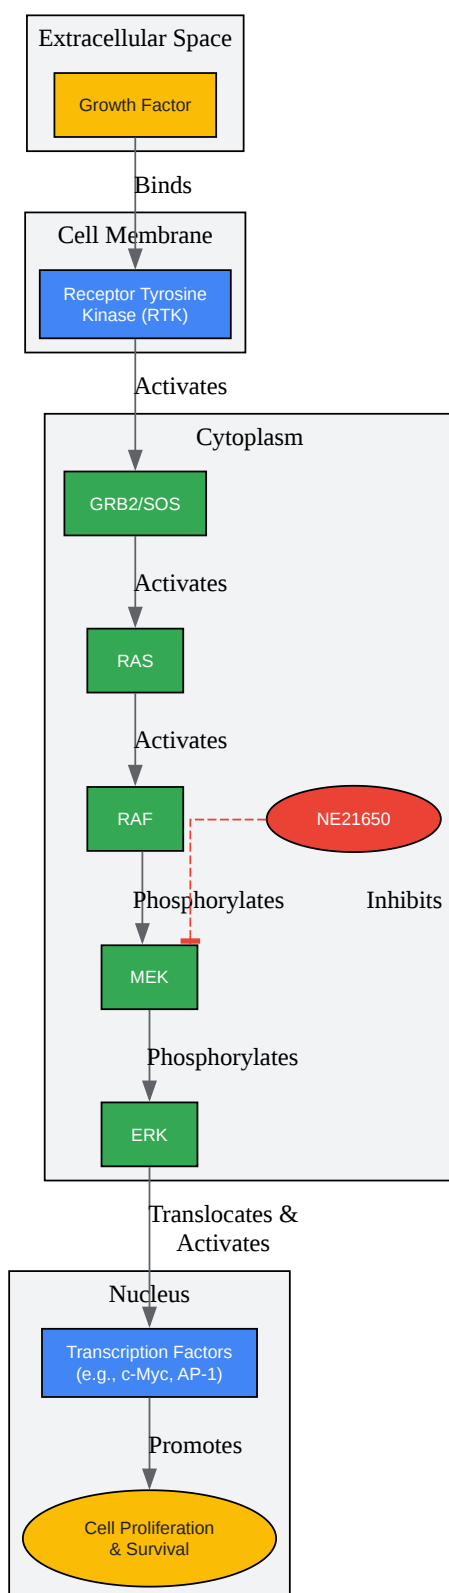 Extracellular Space
Growth Factor
Binds
Cell Membrane
Receptor Tyrosine
Kinase (RTK)
Activates
Cytoplasm
GRB2/SOS
Activates
RAS
Activates
RAF
NE21650
Phosphorylates
Inhibits
MEK
Phosphorylates
ERK
Translocates &
Activates
Nucleus
Transcription Factors
(e.g., c-Myc, AP-1)
Promotes
Cell Proliferation
& Survival